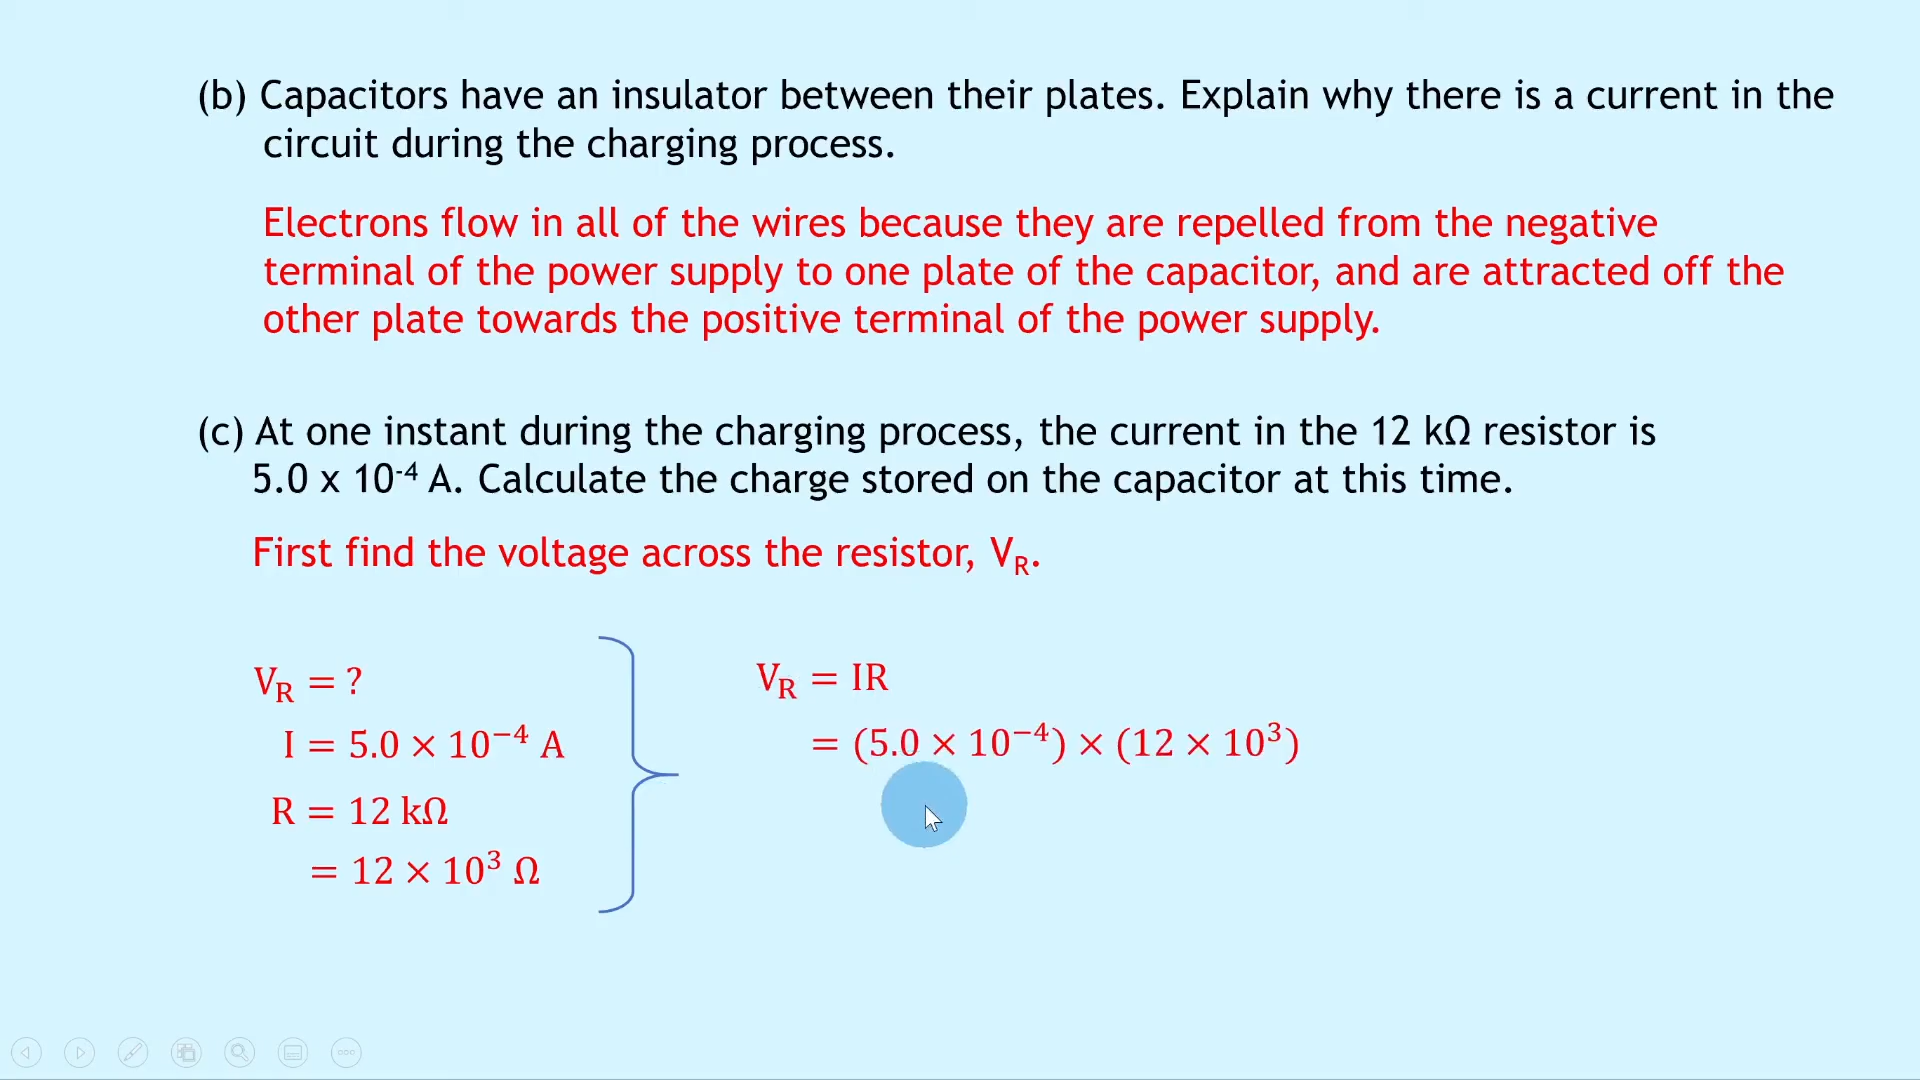 (b) Capacitors have an insulator between their plates. Explain why there is a current in the
circuit during the charging process.
Electrons flow in all of the wires because they are repelled from the negative
terminal of the power supply to one plate of the capacitor, and are attracted off the
other plate towards the positive terminal of the power supply.
(c) At one instant during the charging process, the current in the 12 kΩ resistor is
5.0 x 10⁻⁴ A. Calculate the charge stored on the capacitor at this time.
First find the voltage across the resistor, V_R.
V_R = ?
I = 5.0 × 10⁻⁴ A
R = 12 kΩ
= 12 × 10³ Ω
V_R = IR
= (5.0 × 10⁻⁴) × (12 × 10³)